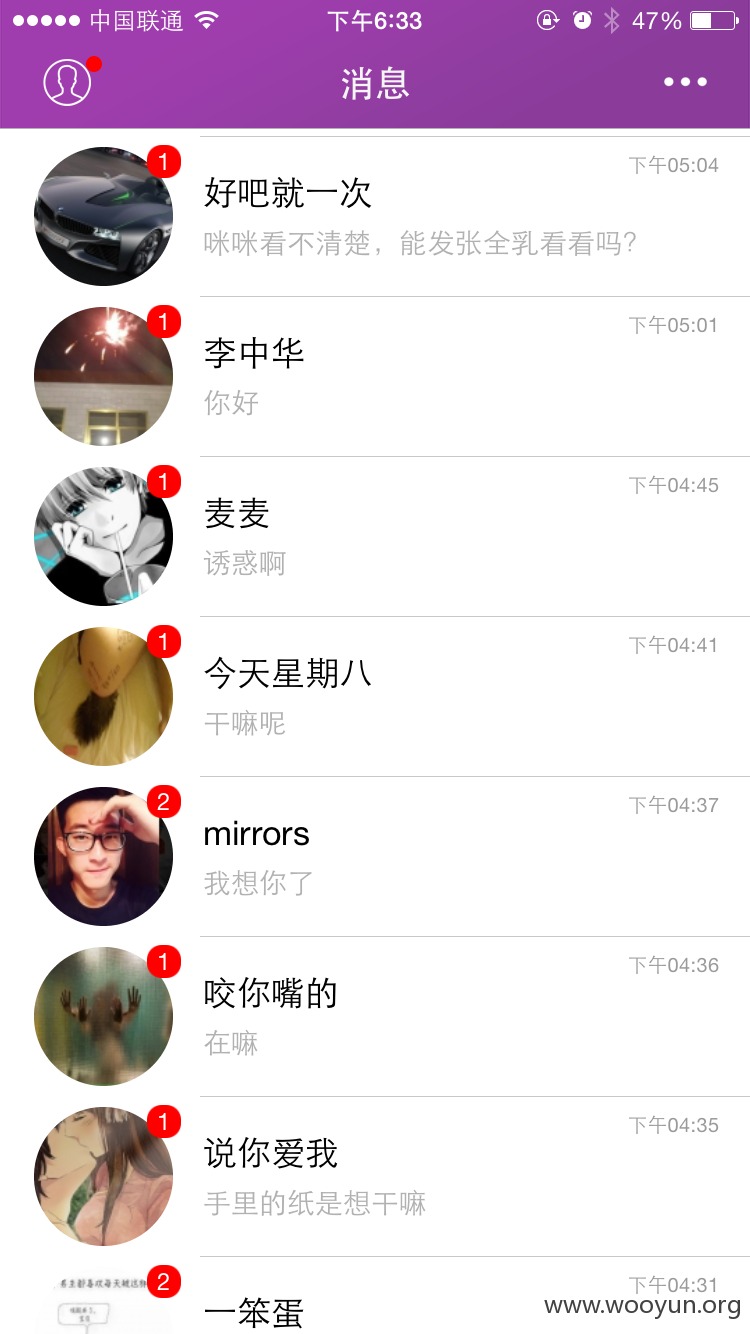 中国联通 下午6:33 47%
消息
1
下午05:04
好吧就一次
咪咪看不清楚，能发张全乳看看吗？
1
下午05:01
李中华
你好
1
下午04:45
麦麦
诱惑啊
1
下午04:41
今天星期八
干嘛呢
2
下午04:37
mirrors
我想你了
1
下午04:36
咬你嘴的
在嘛
1
下午04:35
说你爱我
手里的纸是想干嘛
2
下午04:31
一笨蛋
www.wooyun.org